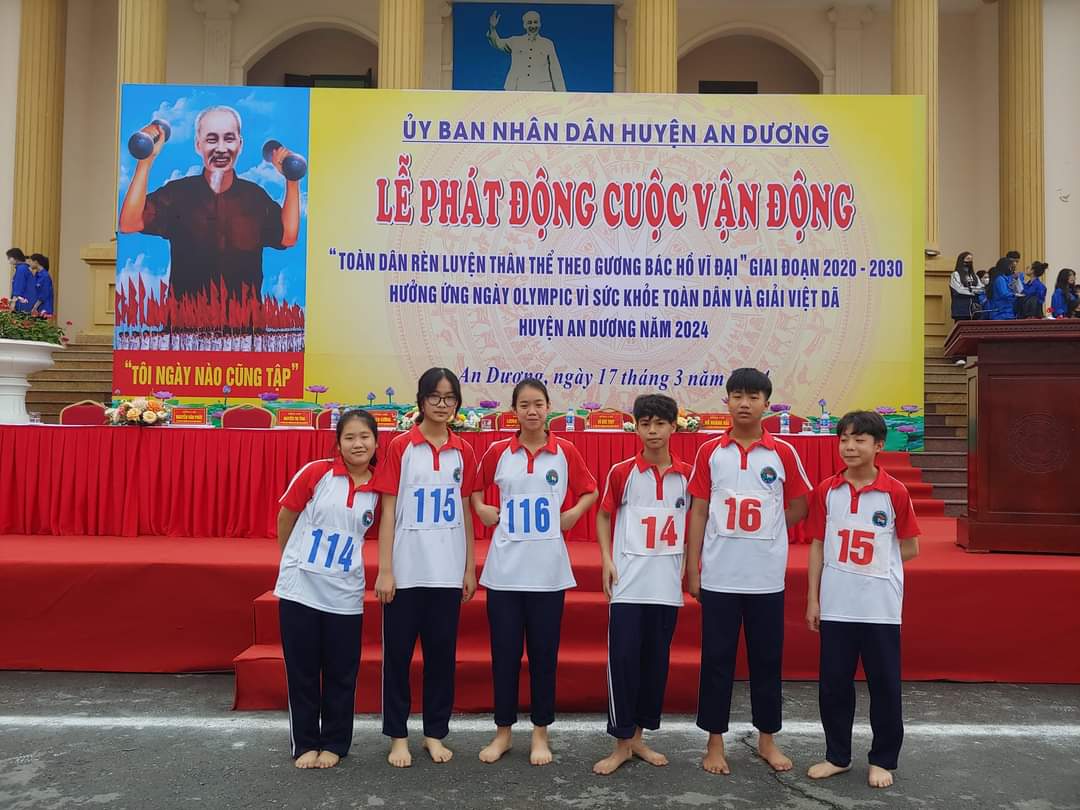 ỦY BAN NHÂN DÂN HUYỆN AN DƯƠNG
LỄ PHÁT ĐỘNG CUỘC VẬN ĐỘNG
"TOÀN DÂN RÈN LUYỆN THÂN THỂ THEO GƯƠNG BÁC HỒ VĨ ĐẠI" GIAI ĐOẠN 2020 - 2030
HƯỞNG ỨNG NGÀY OLYMPIC VÌ SỨC KHỎE TOÀN DÂN VÀ GIẢI VIỆT DÃ
HUYỆN AN DƯƠNG NĂM 2024
An Dương, ngày 17 tháng 3 năm
"TÔI NGÀY NÀO CŨNG TẬP"
114
115
116
14
16
15